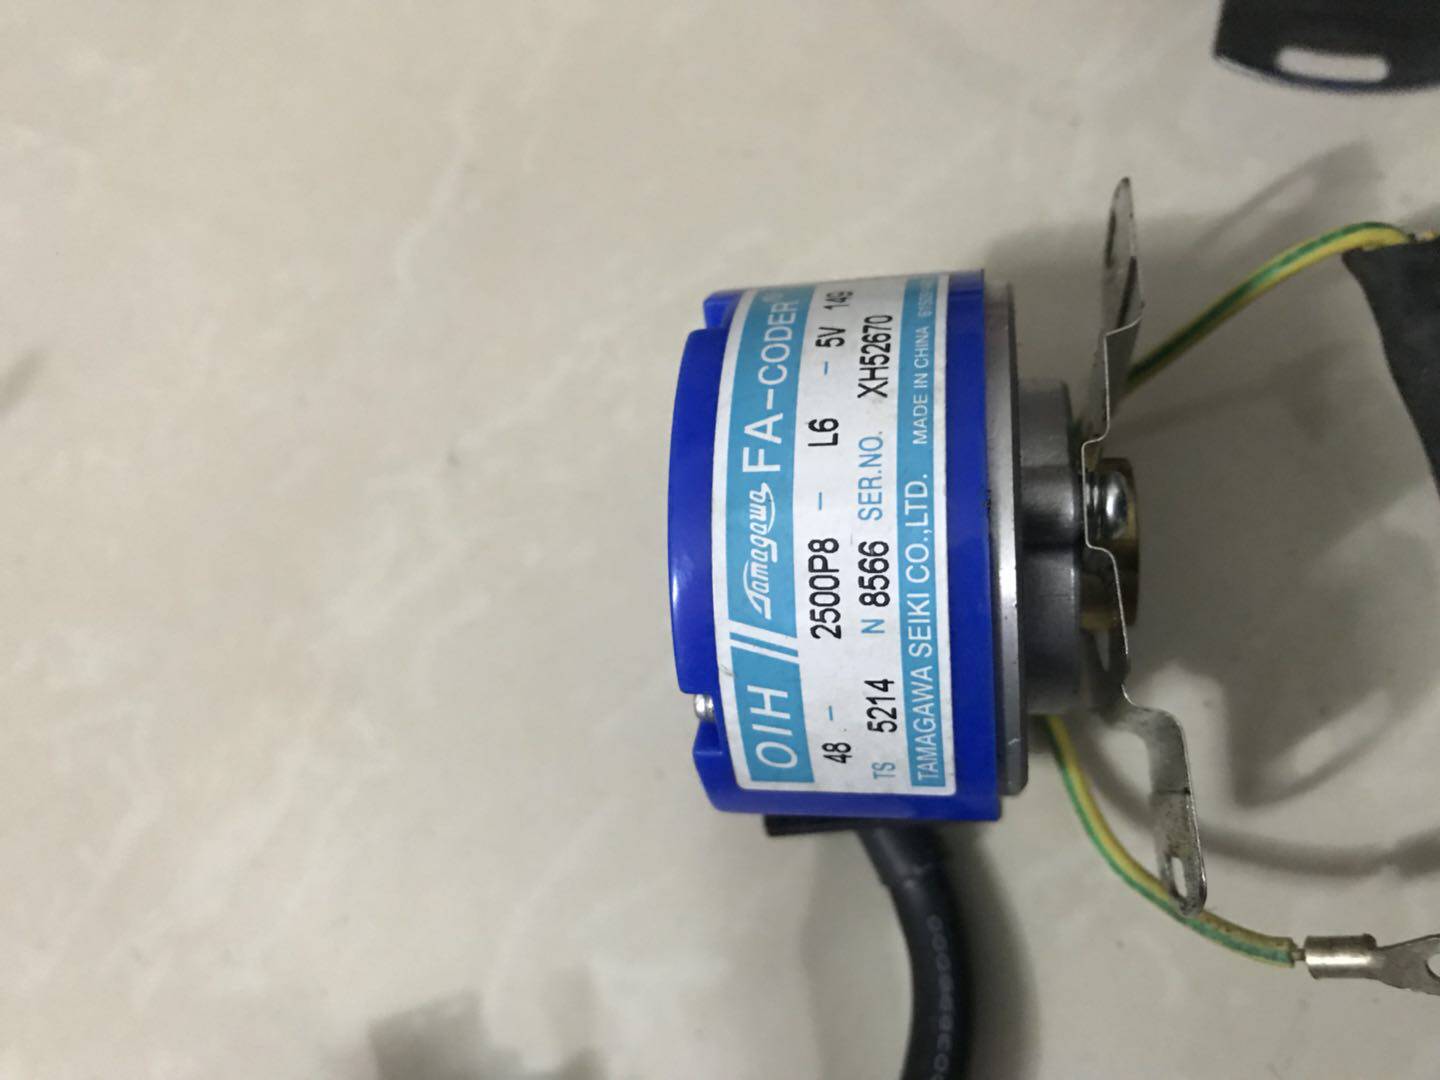 OIH Tamagawa FA-CODER®
48 - 2500P8 - L6 - 5V 149
TS 5214 N 8566 SER.NO. XH52670
TAMAGAWA SEIKI CO.,LTD. MADE IN CHINA